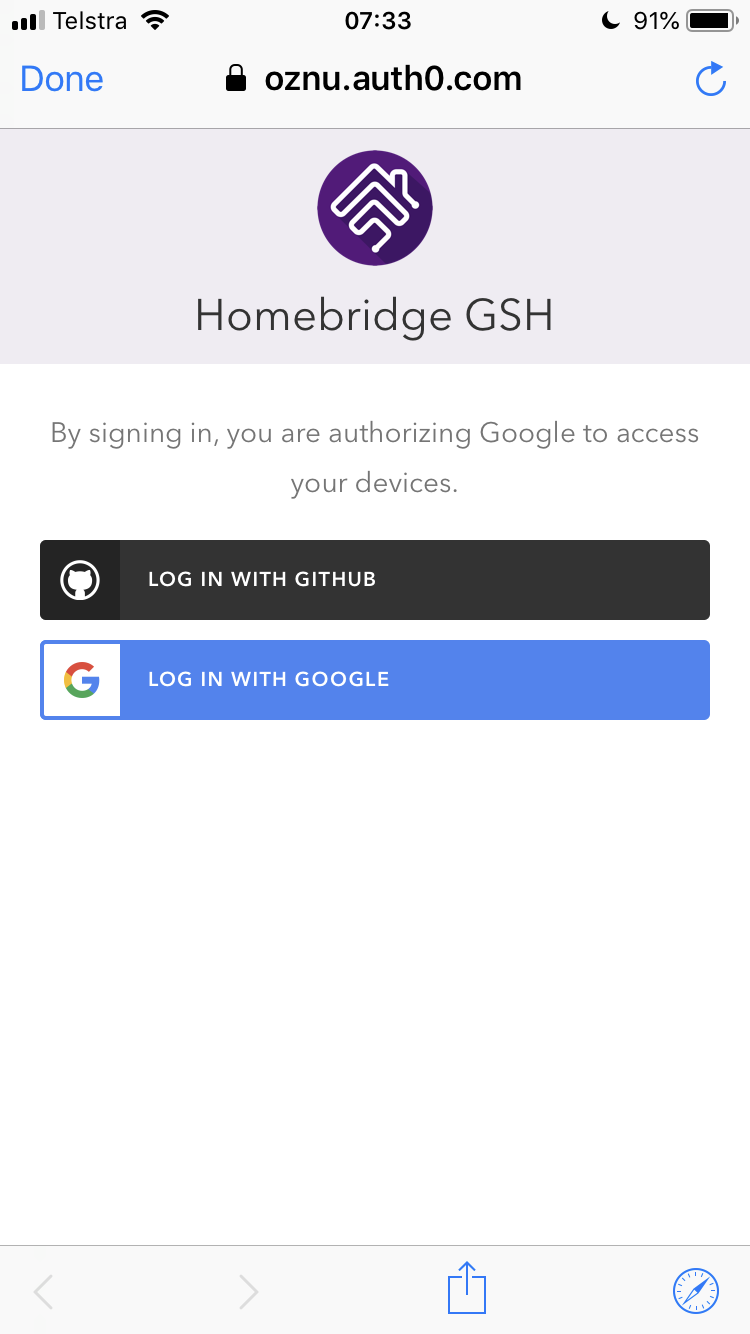 Telstra 07:33 91%
Done oznu.auth0.com
Homebridge GSH
By signing in, you are authorizing Google to access
your devices.
LOG IN WITH GITHUB
LOG IN WITH GOOGLE